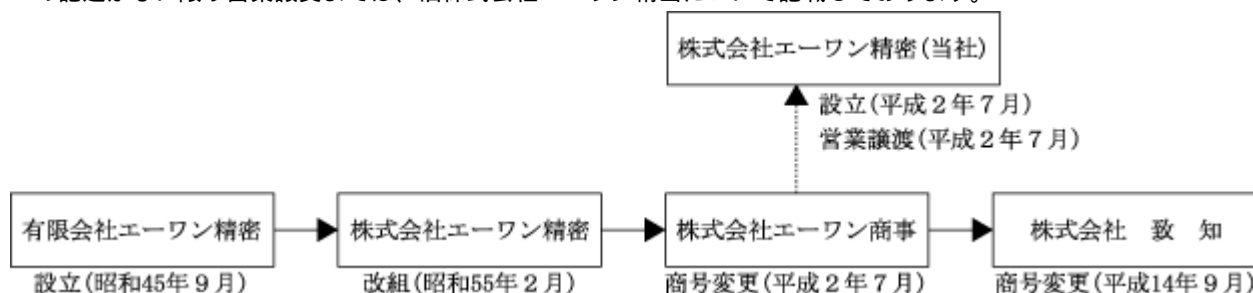 株式会社エーワン精密(当社)
設立(平成2年7月)
営業譲渡(平成2年7月)
有限会社エーワン精密
株式会社エーワン精密
株式会社エーワン商事
株式会社 致 知
設立(昭和45年9月)
改組(昭和55年2月)
商号変更(平成2年7月)
商号変更(平成14年9月)